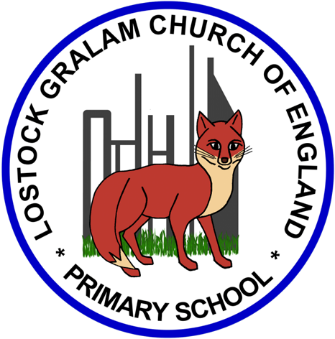 LOSTOCK GRALAM CHURCH OF ENGLAND
* PRIMARY SCHOOL *